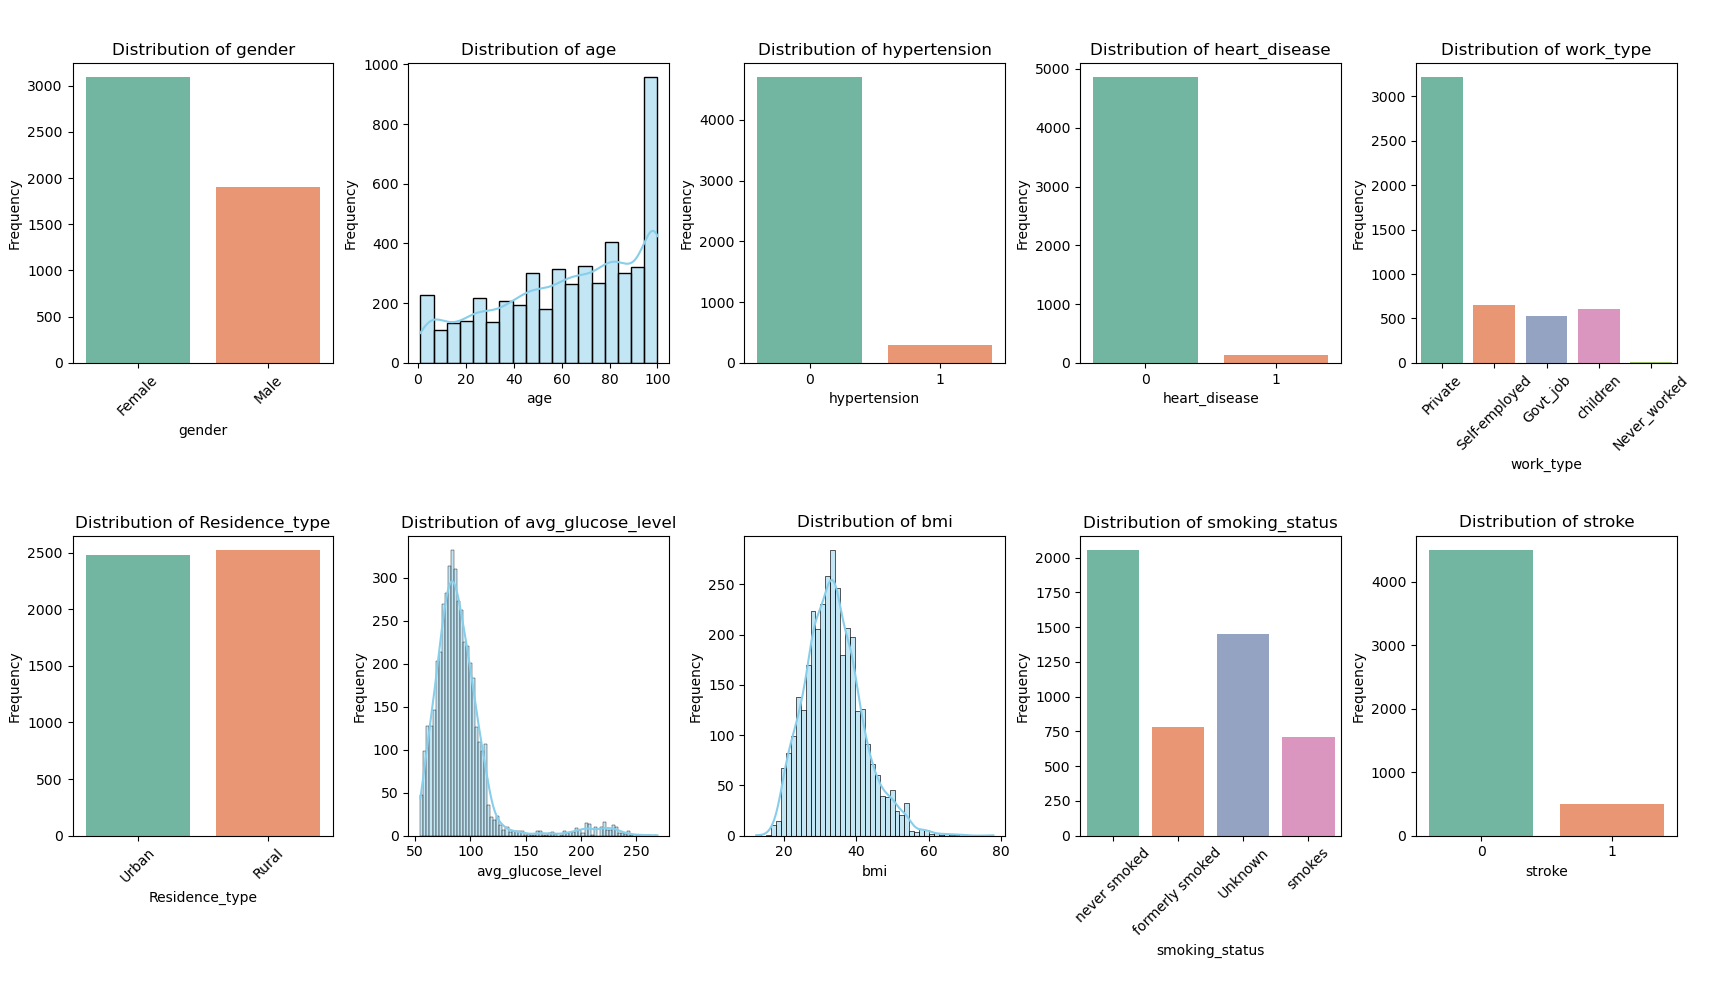 Distribution of gender
Frequency
3000
2500
2000
1500
1000
500
0
Female
Male
gender
Distribution of age
Frequency
1000
800
600
400
200
0
0 20 40 60 80 100
age
Distribution of hypertension
Frequency
4000
3000
2000
1000
0
0 1
hypertension
Distribution of heart_disease
Frequency
5000
4000
3000
2000
1000
0
0 1
heart_disease
Distribution of work_type
Frequency
3000
2500
2000
1500
1000
500
0
Private
Self-employed
Govt_job
children
Never_worked
work_type
Distribution of Residence_type
Frequency
2500
2000
1500
1000
500
0
Urban
Rural
Residence_type
Distribution of avg_glucose_level
Frequency
300
250
200
150
100
50
0
50 100 150 200 250
avg_glucose_level
Distribution of bmi
Frequency
250
200
150
100
50
0
20 40 60 80
bmi
Distribution of smoking_status
Frequency
2000
1750
1500
1250
1000
750
500
250
0
never smoked
formerly smoked
Unknown
smokes
smoking_status
Distribution of stroke
Frequency
4000
3000
2000
1000
0
0 1
stroke